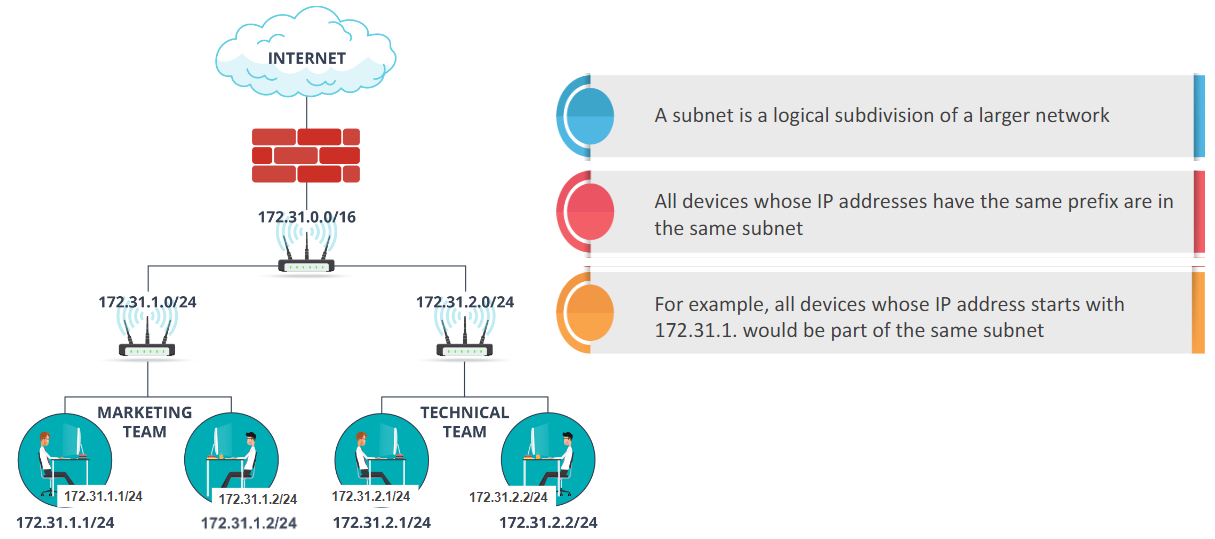 INTERNET
172.31.0.0/16
172.31.1.0/24
172.31.2.0/24
MARKETING
TEAM
TECHNICAL
TEAM
172.31.1.1/24
172.31.1.2/24
172.31.2.1/24
172.31.2.2/24
172.31.1.1/24
172.31.1.2/24
172.31.2.1/24
172.31.2.2/24
A subnet is a logical subdivision of a larger network
All devices whose IP addresses have the same prefix are in
the same subnet
For example, all devices whose IP address starts with
172.31.1. would be part of the same subnet